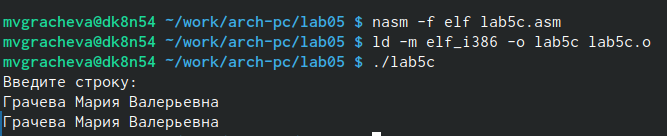 mvgracheva@dk8n54 ~/work/arch-pc/lab05 $ nasm -f elf lab5c.asm
mvgracheva@dk8n54 ~/work/arch-pc/lab05 $ ld -m elf_i386 -o lab5c lab5c.o
mvgracheva@dk8n54 ~/work/arch-pc/lab05 $ ./lab5c
Введите строку:
Грачева Мария Валерьевна
Грачева Мария Валерьевна